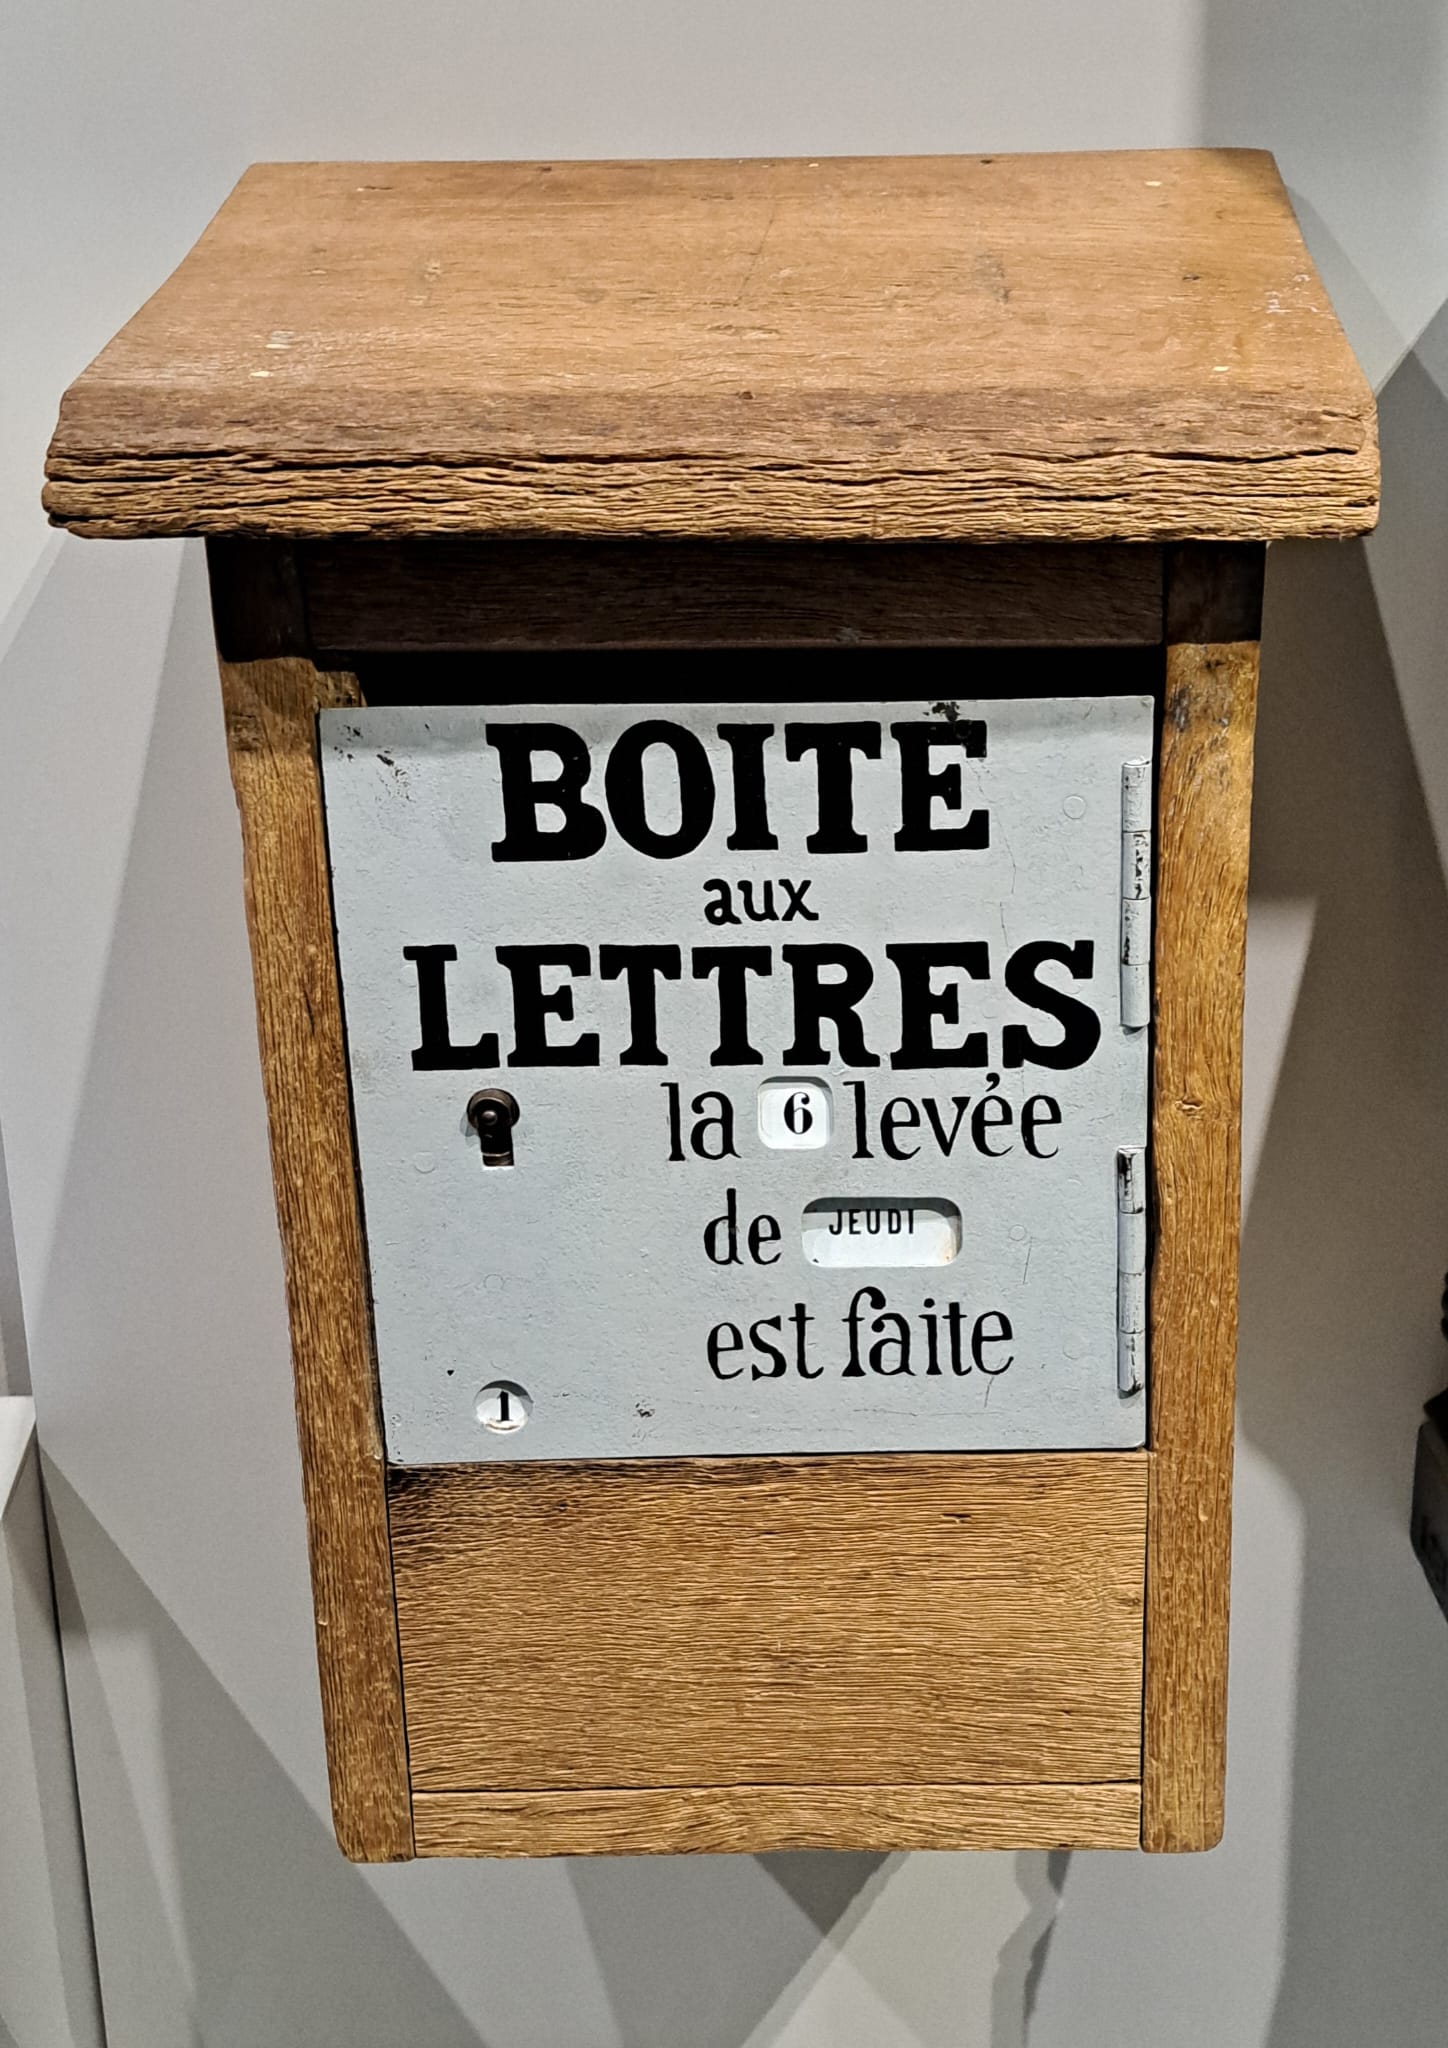 BOITE
aux
LETTRES
la 6 levée
de JEUDI
est faite
1